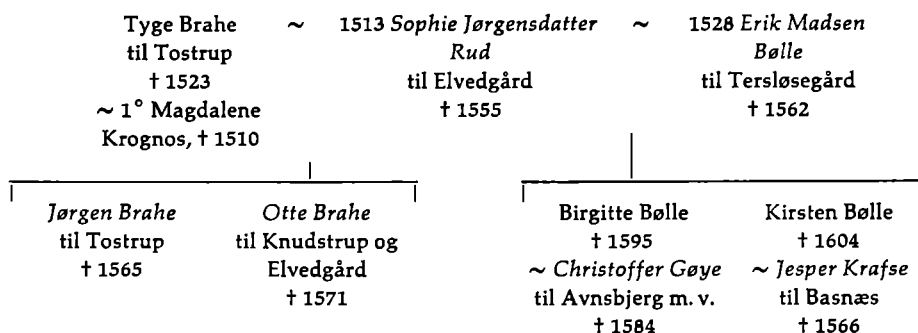 Tyge Brahe ~ 1513 Sophie Jørgensdatter ~ 1528 Erik Madsen
til Tostrup Rud Bølle
† 1523 til Elvedgård til Tersløsegård
~ 1° Magdalene † 1555 † 1562
Krognos, † 1510
Jørgen Brahe Otte Brahe Birgitte Bølle Kirsten Bølle
til Tostrup til Knudstrup og † 1595 † 1604
† 1565 Elvedgård ~ Christoffer Gøye ~ Jesper Krafse
† 1571 til Avnsbjerg m. v. til Basnæs
† 1584 † 1566